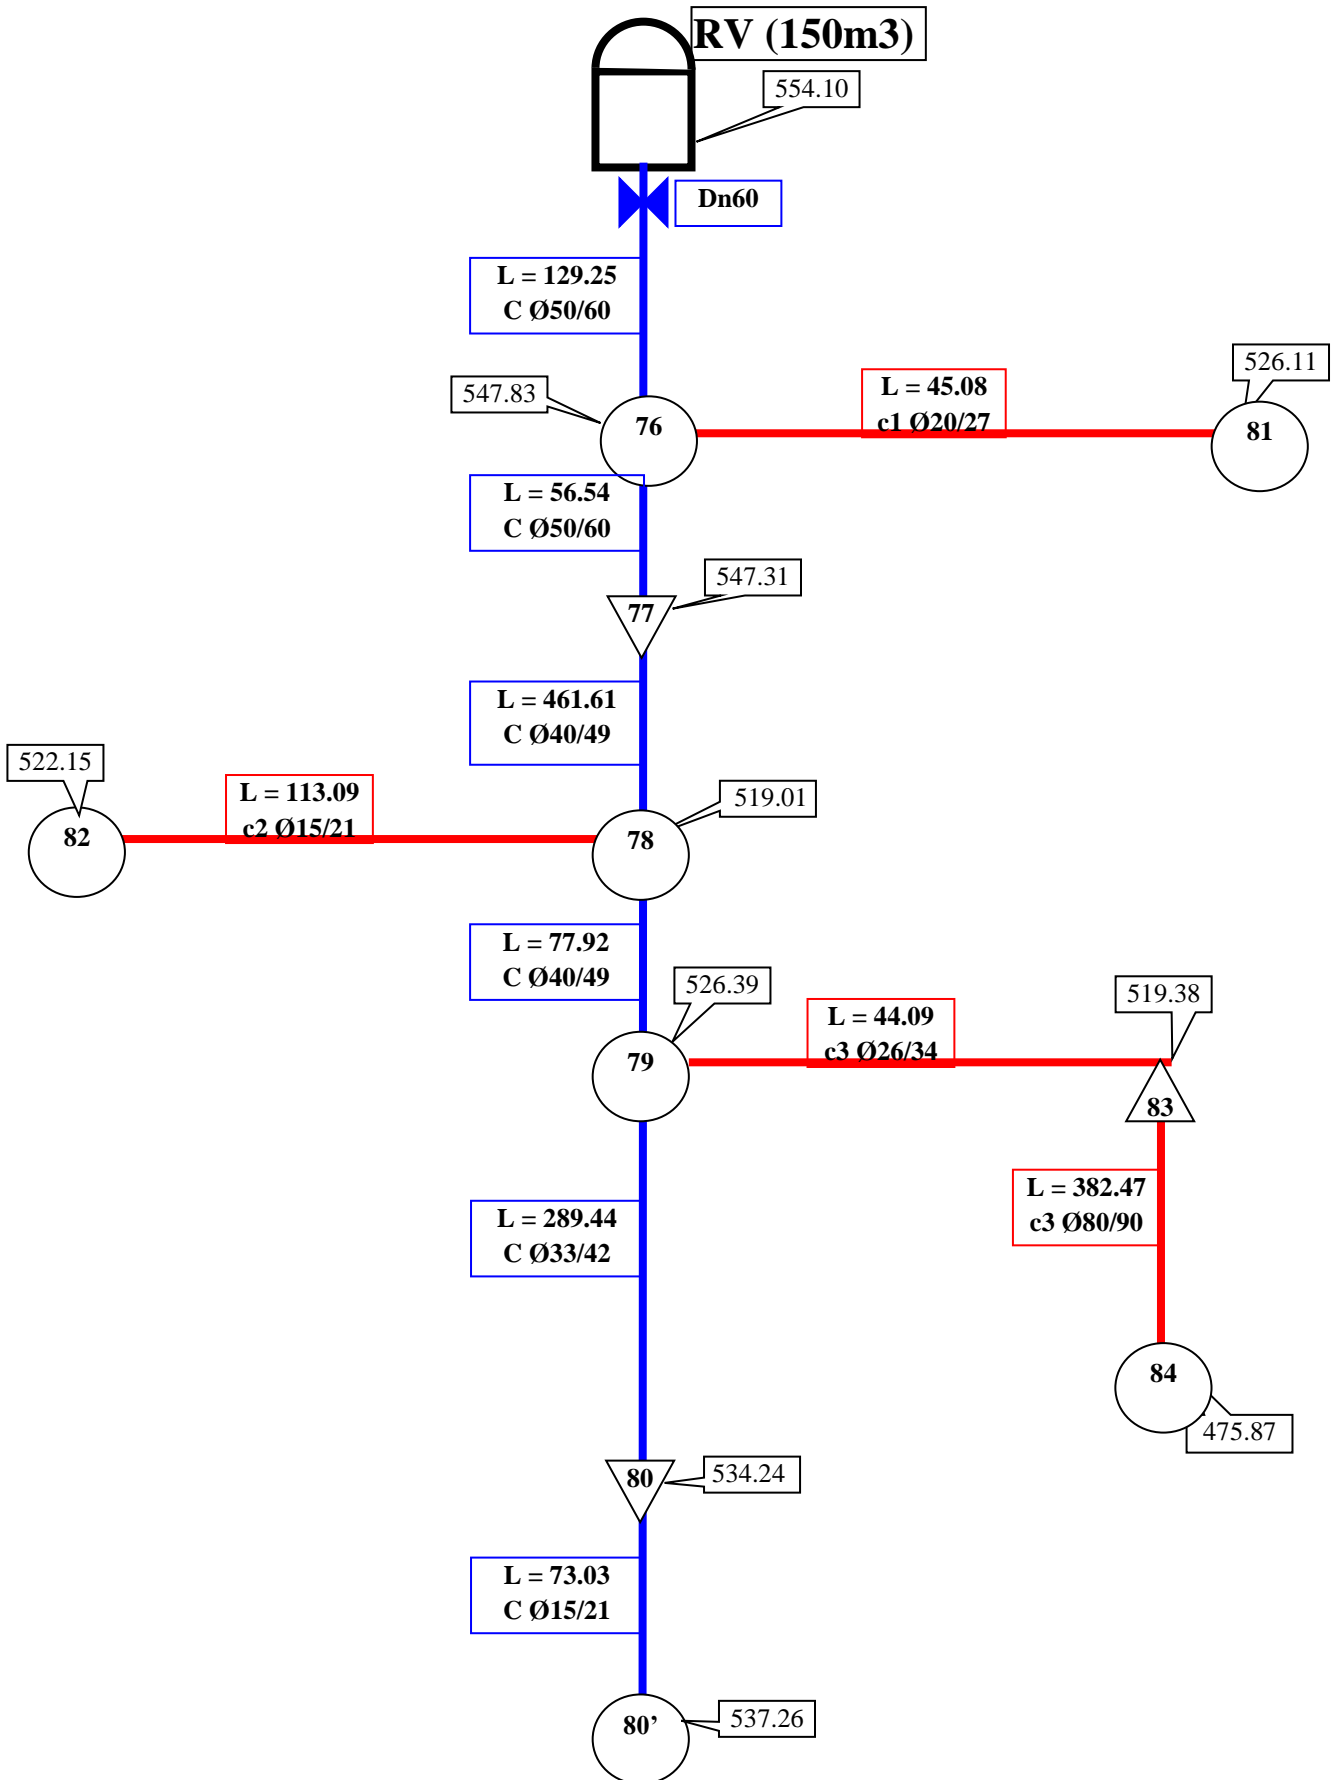 RV (150m3)
554.10
Dn60
L = 129.25
C Ø50/60
547.83
76
L = 45.08
c1 Ø20/27
526.11
81
L = 56.54
C Ø50/60
547.31
77
L = 461.61
C Ø40/49
522.15
82
L = 113.09
c2 Ø15/21
519.01
78
L = 77.92
C Ø40/49
526.39
79
L = 44.09
c3 Ø26/34
519.38
83
L = 289.44
C Ø33/42
L = 382.47
c3 Ø80/90
84
475.87
80
534.24
L = 73.03
C Ø15/21
80’
537.26